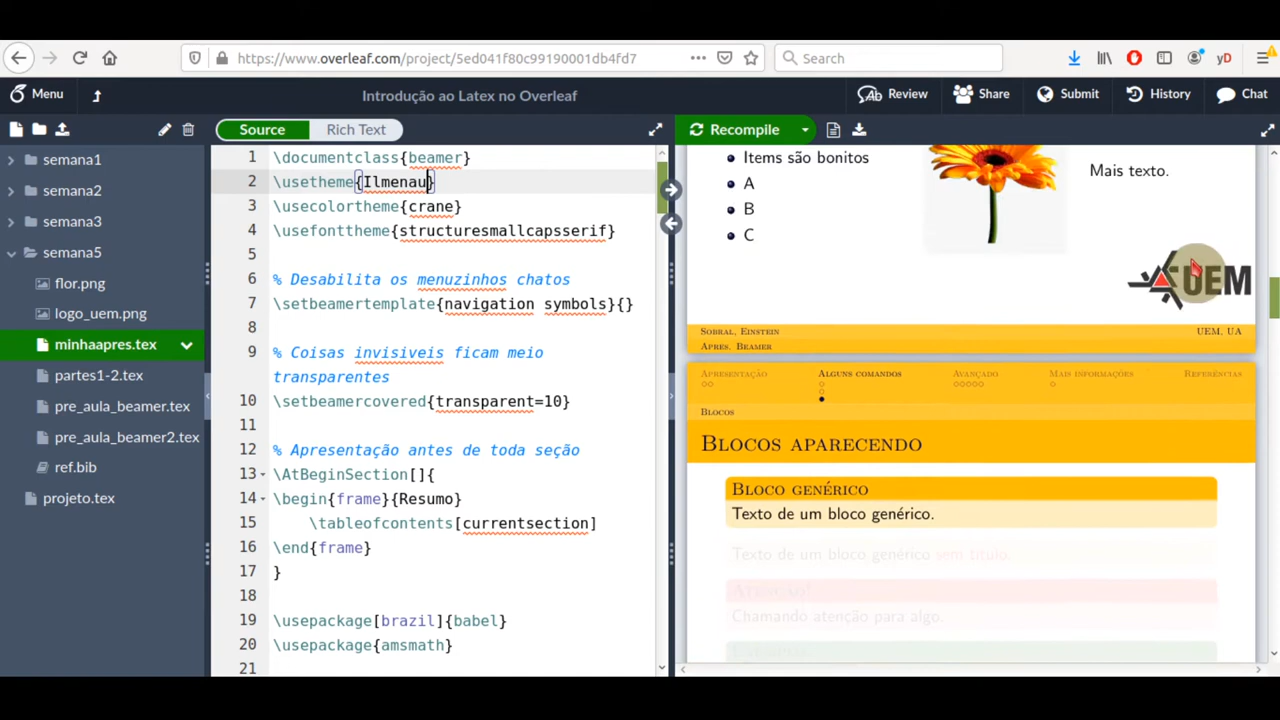 https://www.overleaf.com/project/5ed041f80c99190001db4fd7
Search
yD
Menu
Introdução ao Latex no Overleaf
Review
Share
Submit
History
Chat
Source
Rich Text
Recompile
semana1
semana2
semana3
semana5
flor.png
logo_uem.png
minhaapres.tex
partes1-2.tex
pre_aula_beamer.tex
pre_aula_beamer2.tex
ref.bib
projeto.tex
1 \documentclass{beamer}
2 \usetheme{Ilmenau}
3 \usecolortheme{crane}
4 \usefonttheme{structuresmallcapsserif}
5
6 % Desabilita os menuzinhos chatos
7 \setbeamertemplate{navigation symbols}{}
8
9 % Coisas invisiveis ficam meio
transparentes
10 \setbeamercovered{transparent=10}
11
12 % Apresentação antes de toda seção
13 \AtBeginSection[]{
14 \begin{frame}{Resumo}
15 \tableofcontents[currentsection]
16 \end{frame}
17 }
18
19 \usepackage[brazil]{babel}
20 \usepackage{amsmath}
21
Items são bonitos
A
B
C
Mais texto.
UEM
Sobral, Einstein
UEM, UA
Apres. Beamer
Apresentação
Alguns comandos
Avançado
Mais informações
Referências
Blocos
Blocos aparecendo
Bloco genérico
Texto de um bloco genérico.
Texto de um bloco genérico sem título.
Atenção!
Chamando atenção para algo.